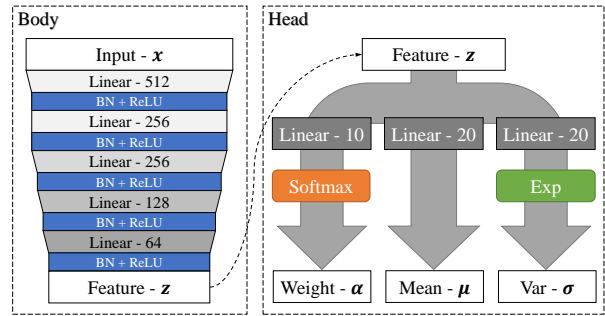 Body
Input - x
Linear - 512
BN + ReLU
Linear - 256
BN + ReLU
Linear - 256
BN + ReLU
Linear - 128
BN + ReLU
Linear - 64
BN + ReLU
Feature - z
Head
Feature - z
Linear - 10
Linear - 20
Linear - 20
Softmax
Exp
Weight - α
Mean - μ
Var - σ